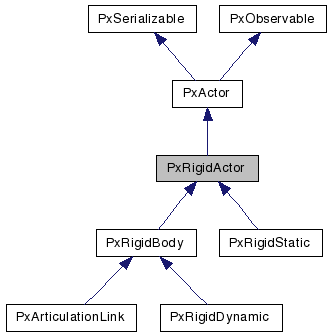 PxSerializable
PxObservable
PxActor
PxRigidActor
PxRigidBody
PxRigidStatic
PxArticulationLink
PxRigidDynamic